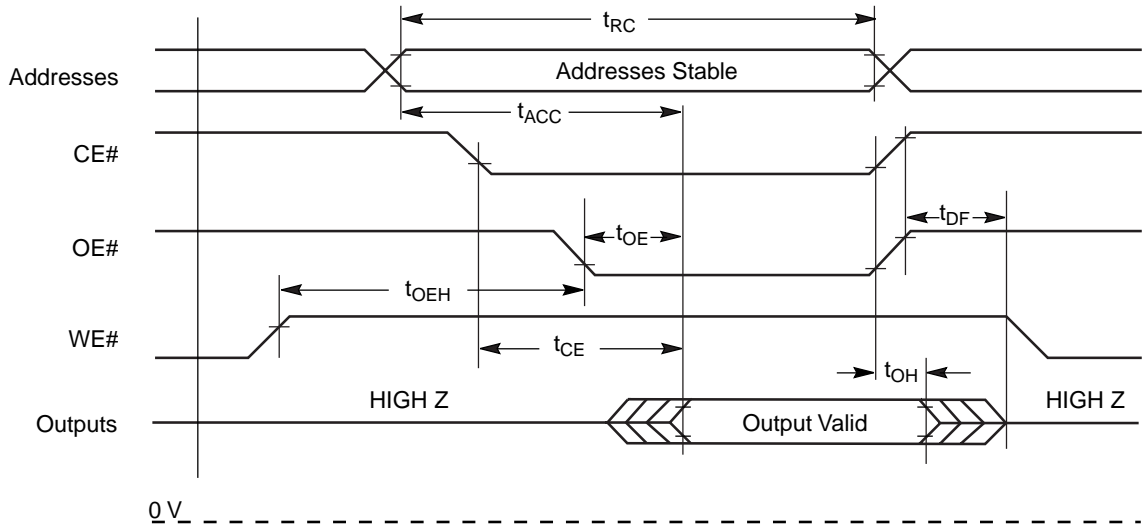 tRC
Addresses
Addresses Stable
tACC
CE#
OE#
tOE
tDF
tOEH
WE#
tCE
tOH
HIGH Z
HIGH Z
Outputs
Output Valid
0 V